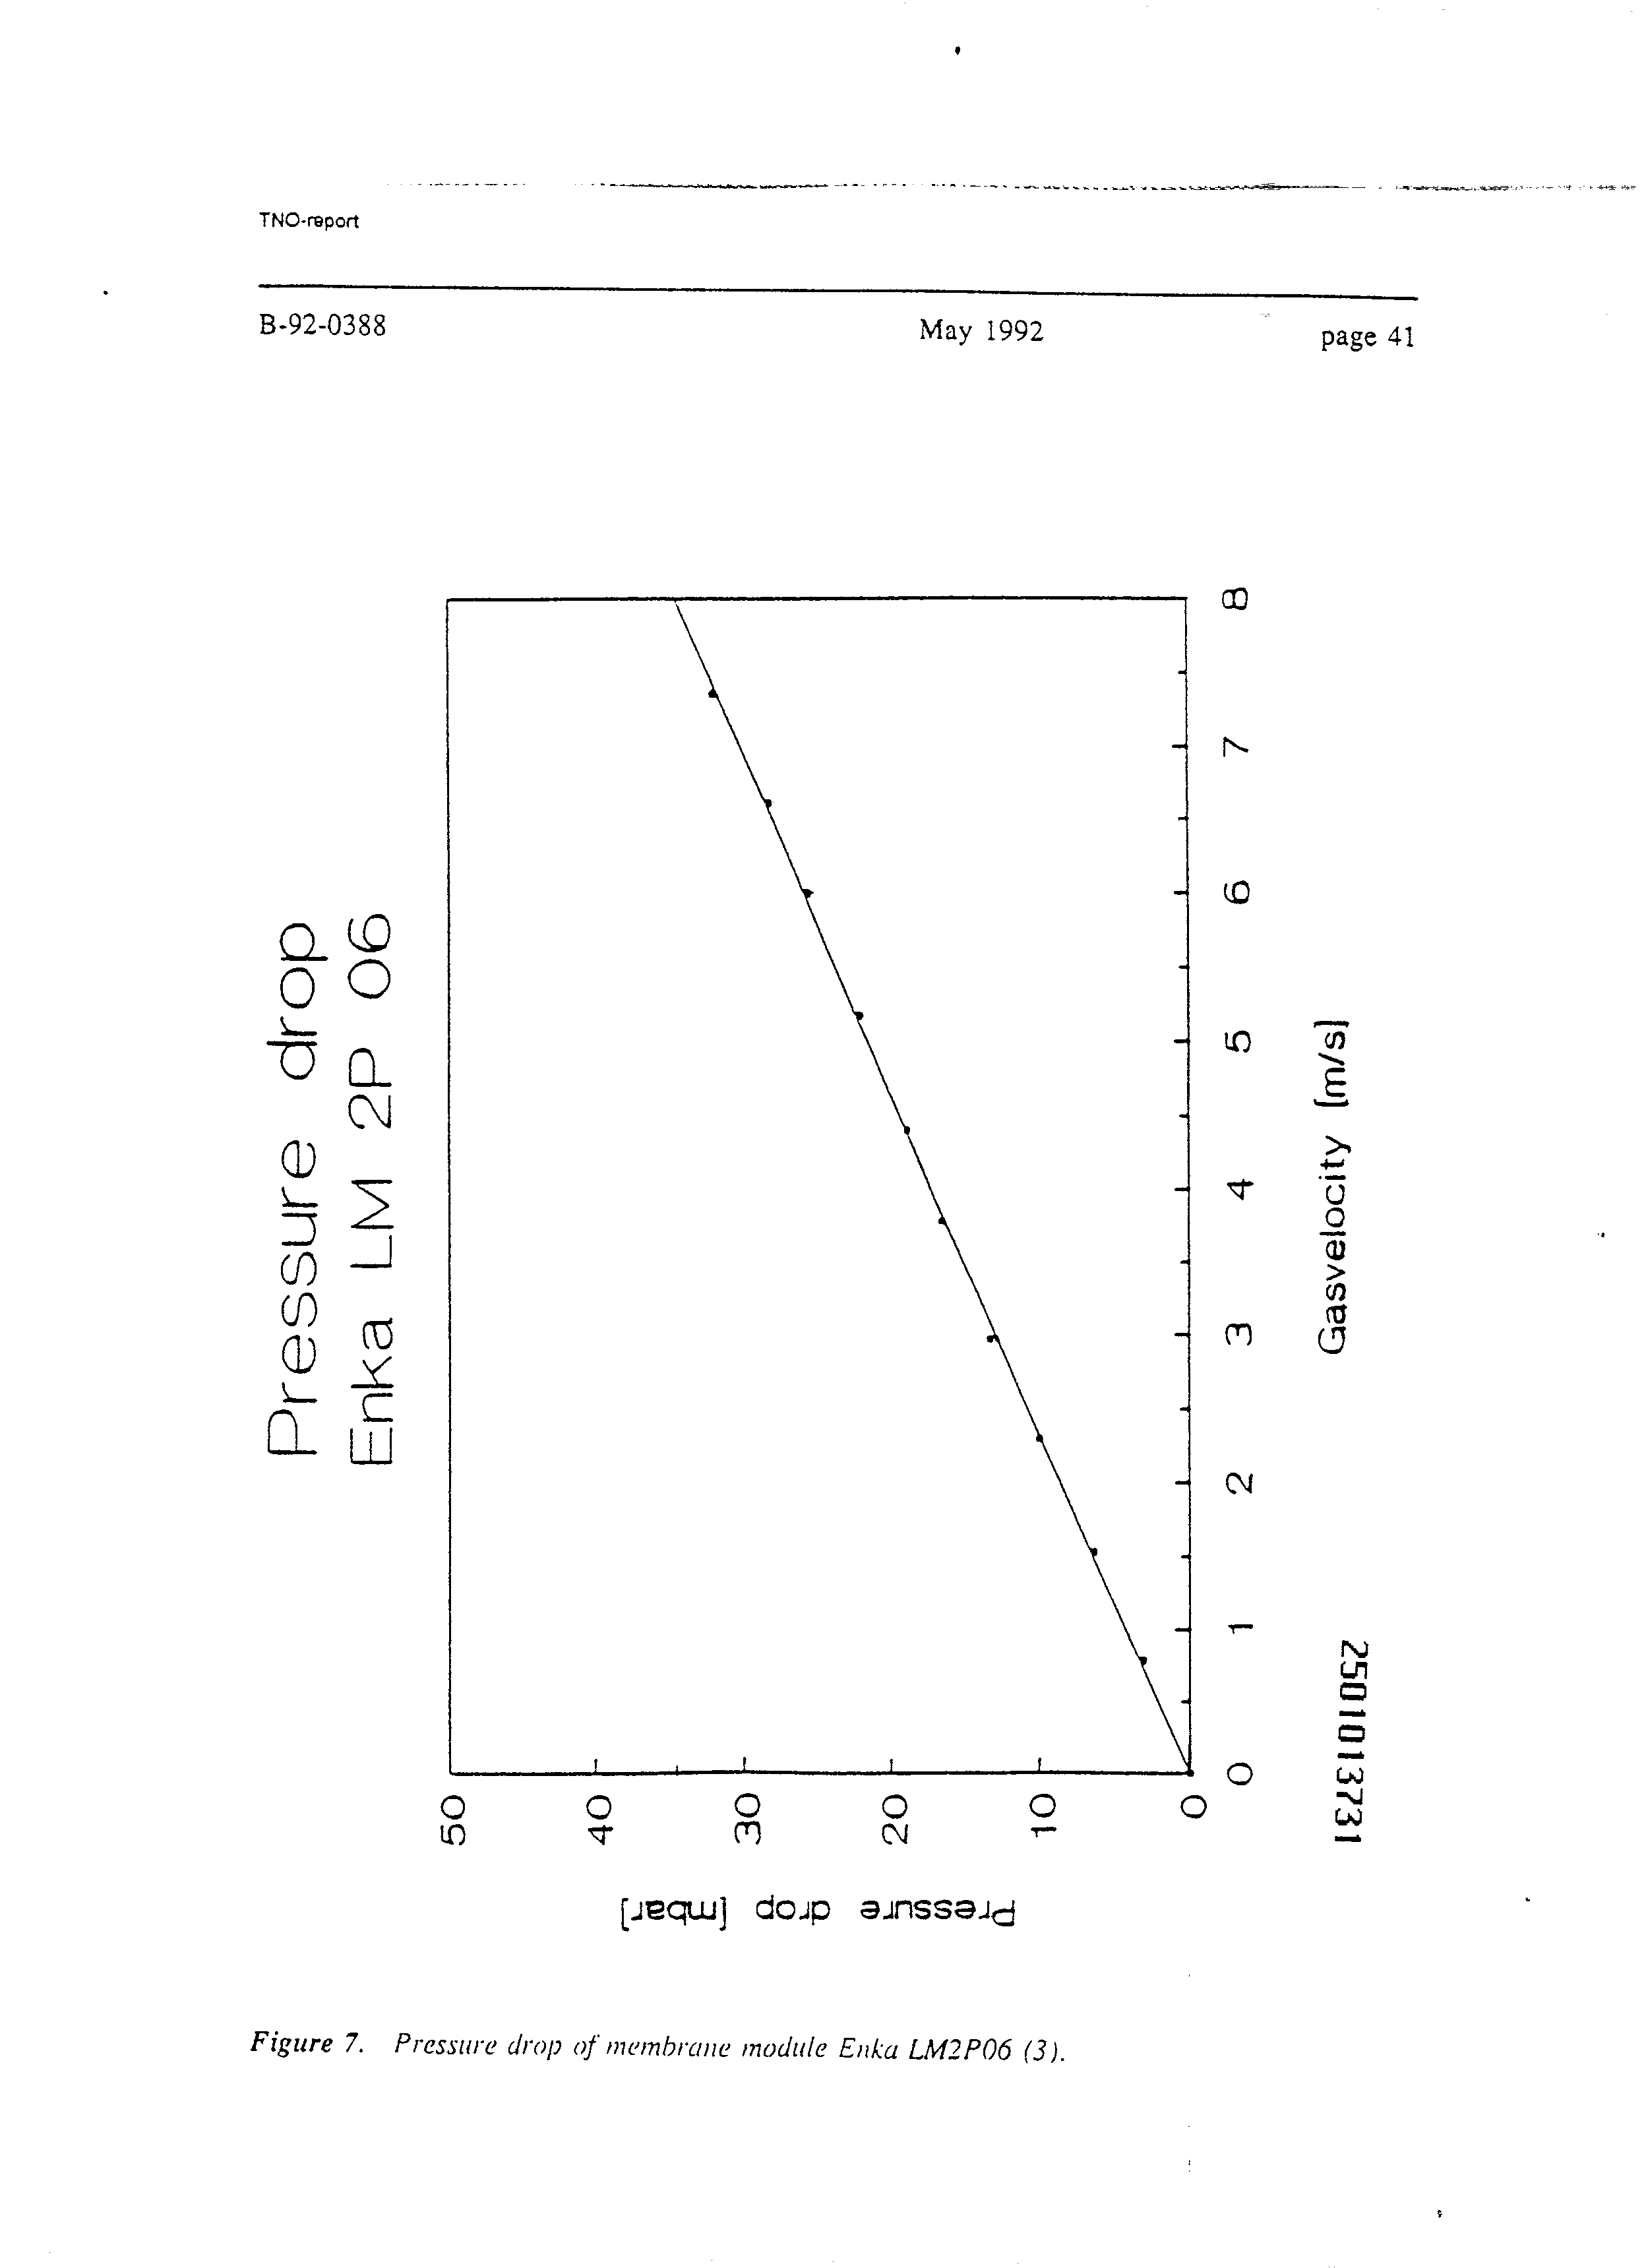 TNO-report
B-92-0388 May 1992 page 41
Pressure drop
Enka LM 2P 06
Pressure drop [mbar]
50
40
30
20
10
0
0 1 2 3 4 5 6 7 8
Gasvelocity [m/s]
2501013731
Figure 7. Pressure drop of membrane module Enka LM2P06 (3).